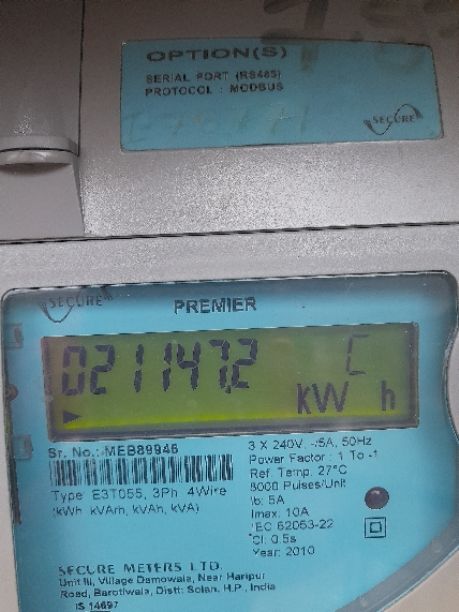 OPTION(S)
SERIAL PORT (RS485)
PROTOCOL : MODBUS
SECURE
SECURE
PREMIER
021147.2
C
kW h
Sr. No.: MEB89946
Type E3T055, 3Ph 4Wire
(kWh kVArh, kVAh, kVA)
3 X 240V, -/5A, 50Hz
Power Factor : 1 To -1
Ref. Temp. 27°C
8000 Pulses/Unit
Ib: 5A
Imax. 10A
IEC 62053-22
Cl. 0.5s
Year: 2010
SECURE METERS LTD.
Unit III, Village Damowala, Near Haripur
Road, Barotiwala, Distt: Solan, H.P., India
IS 14697